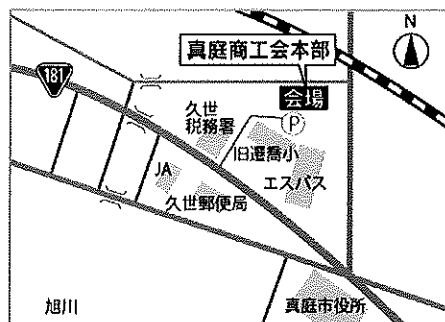 N
真庭商工会本部
181
会場
久世
税務署
P
旧遷喬小
JA
エスパス
久世郵便局
旭川
真庭市役所